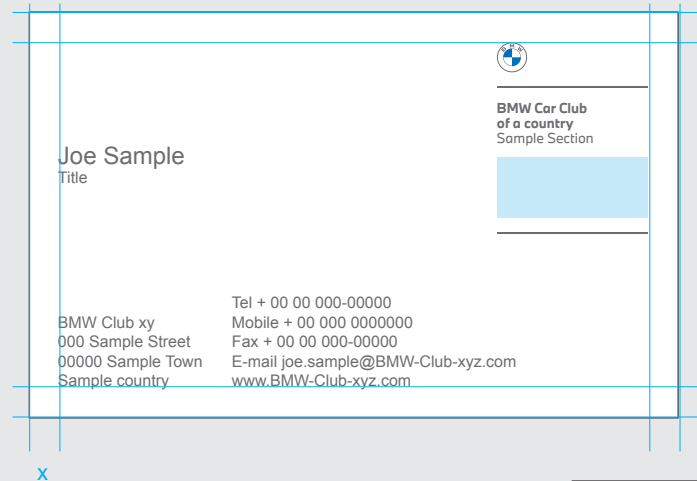 BMW
BMW Car Club
of a country
Sample Section
Joe Sample
Title
BMW Club xy
000 Sample Street
00000 Sample Town
Sample country
Tel + 00 00 000-00000
Mobile + 00 000 0000000
Fax + 00 00 000-00000
E-mail joe.sample@BMW-Club-xyz.com
www.BMW-Club-xyz.com
x